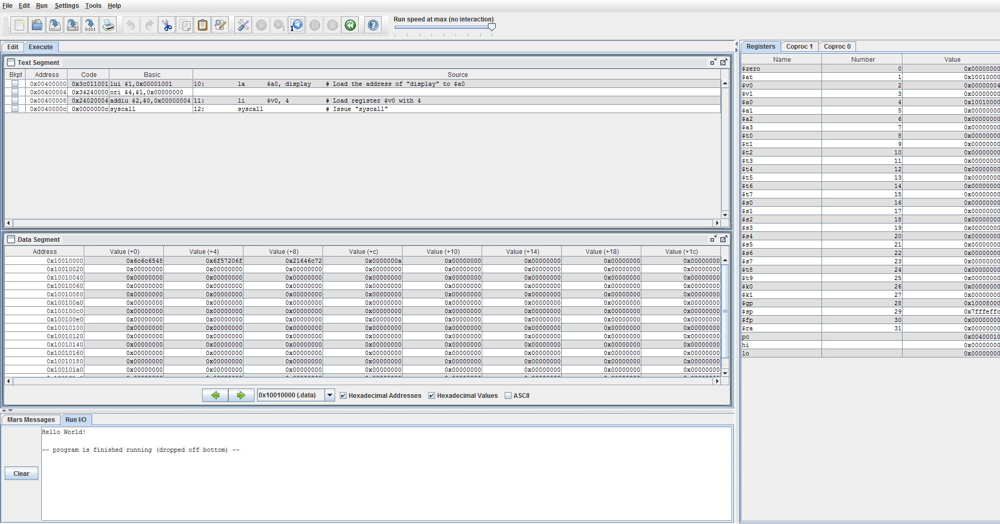 File Edit Run Settings Tools Help
Run speed at max (no interaction)
Edit Execute
Text Segment
Bkpt Address Code Basic Source
0x00400000 0x3c011001 lui $1,0x00001001 10: la $a0, display # Load the address of "display" to $a0
0x00400004 0x34240000 ori $4,$1,0x00000000
0x00400008 0x24020004 addiu $2,$0,0x00000004 11: li $v0, 4 # Load register $v0 with 4
0x0040000c 0x0000000c syscall 12: syscall # Issue "syscall"
Data Segment
Address Value (+0) Value (+4) Value (+8) Value (+c) Value (+10) Value (+14) Value (+18) Value (+1c)
0x10010000 0x6c6c6548 0x6f57206f 0x21646c72 0x0000000a 0x00000000 0x00000000 0x00000000 0x00000000
0x10010020 0x00000000 0x00000000 0x00000000 0x00000000 0x00000000 0x00000000 0x00000000 0x00000000
0x10010040 0x00000000 0x00000000 0x00000000 0x00000000 0x00000000 0x00000000 0x00000000 0x00000000
0x10010060 0x00000000 0x00000000 0x00000000 0x00000000 0x00000000 0x00000000 0x00000000 0x00000000
0x10010080 0x00000000 0x00000000 0x00000000 0x00000000 0x00000000 0x00000000 0x00000000 0x00000000
0x100100a0 0x00000000 0x00000000 0x00000000 0x00000000 0x00000000 0x00000000 0x00000000 0x00000000
0x100100c0 0x00000000 0x00000000 0x00000000 0x00000000 0x00000000 0x00000000 0x00000000 0x00000000
0x100100e0 0x00000000 0x00000000 0x00000000 0x00000000 0x00000000 0x00000000 0x00000000 0x00000000
0x10010100 0x00000000 0x00000000 0x00000000 0x00000000 0x00000000 0x00000000 0x00000000 0x00000000
0x10010120 0x00000000 0x00000000 0x00000000 0x00000000 0x00000000 0x00000000 0x00000000 0x00000000
0x10010140 0x00000000 0x00000000 0x00000000 0x00000000 0x00000000 0x00000000 0x00000000 0x00000000
0x10010160 0x00000000 0x00000000 0x00000000 0x00000000 0x00000000 0x00000000 0x00000000 0x00000000
0x10010180 0x00000000 0x00000000 0x00000000 0x00000000 0x00000000 0x00000000 0x00000000 0x00000000
0x100101a0 0x00000000 0x00000000 0x00000000 0x00000000 0x00000000 0x00000000 0x00000000 0x00000000
0x10010000 (.data) Hexadecimal Addresses Hexadecimal Values ASCII
Mars Messages Run I/O
Hello World!
-- program is finished running (dropped off bottom) --
Clear
Registers Coproc 1 Coproc 0
Name Number Value
$zero 0 0x00000000
$at 1 0x10010000
$v0 2 0x00000004
$v1 3 0x00000000
$a0 4 0x10010000
$a1 5 0x00000000
$a2 6 0x00000000
$a3 7 0x00000000
$t0 8 0x00000000
$t1 9 0x00000000
$t2 10 0x00000000
$t3 11 0x00000000
$t4 12 0x00000000
$t5 13 0x00000000
$t6 14 0x00000000
$t7 15 0x00000000
$s0 16 0x00000000
$s1 17 0x00000000
$s2 18 0x00000000
$s3 19 0x00000000
$s4 20 0x00000000
$s5 21 0x00000000
$s6 22 0x00000000
$s7 23 0x00000000
$t8 24 0x00000000
$t9 25 0x00000000
$k0 26 0x00000000
$k1 27 0x00000000
$gp 28 0x10008000
$sp 29 0x7fffeffc
$fp 30 0x00000000
$ra 31 0x00000000
pc 0x00400010
hi 0x00000000
lo 0x00000000